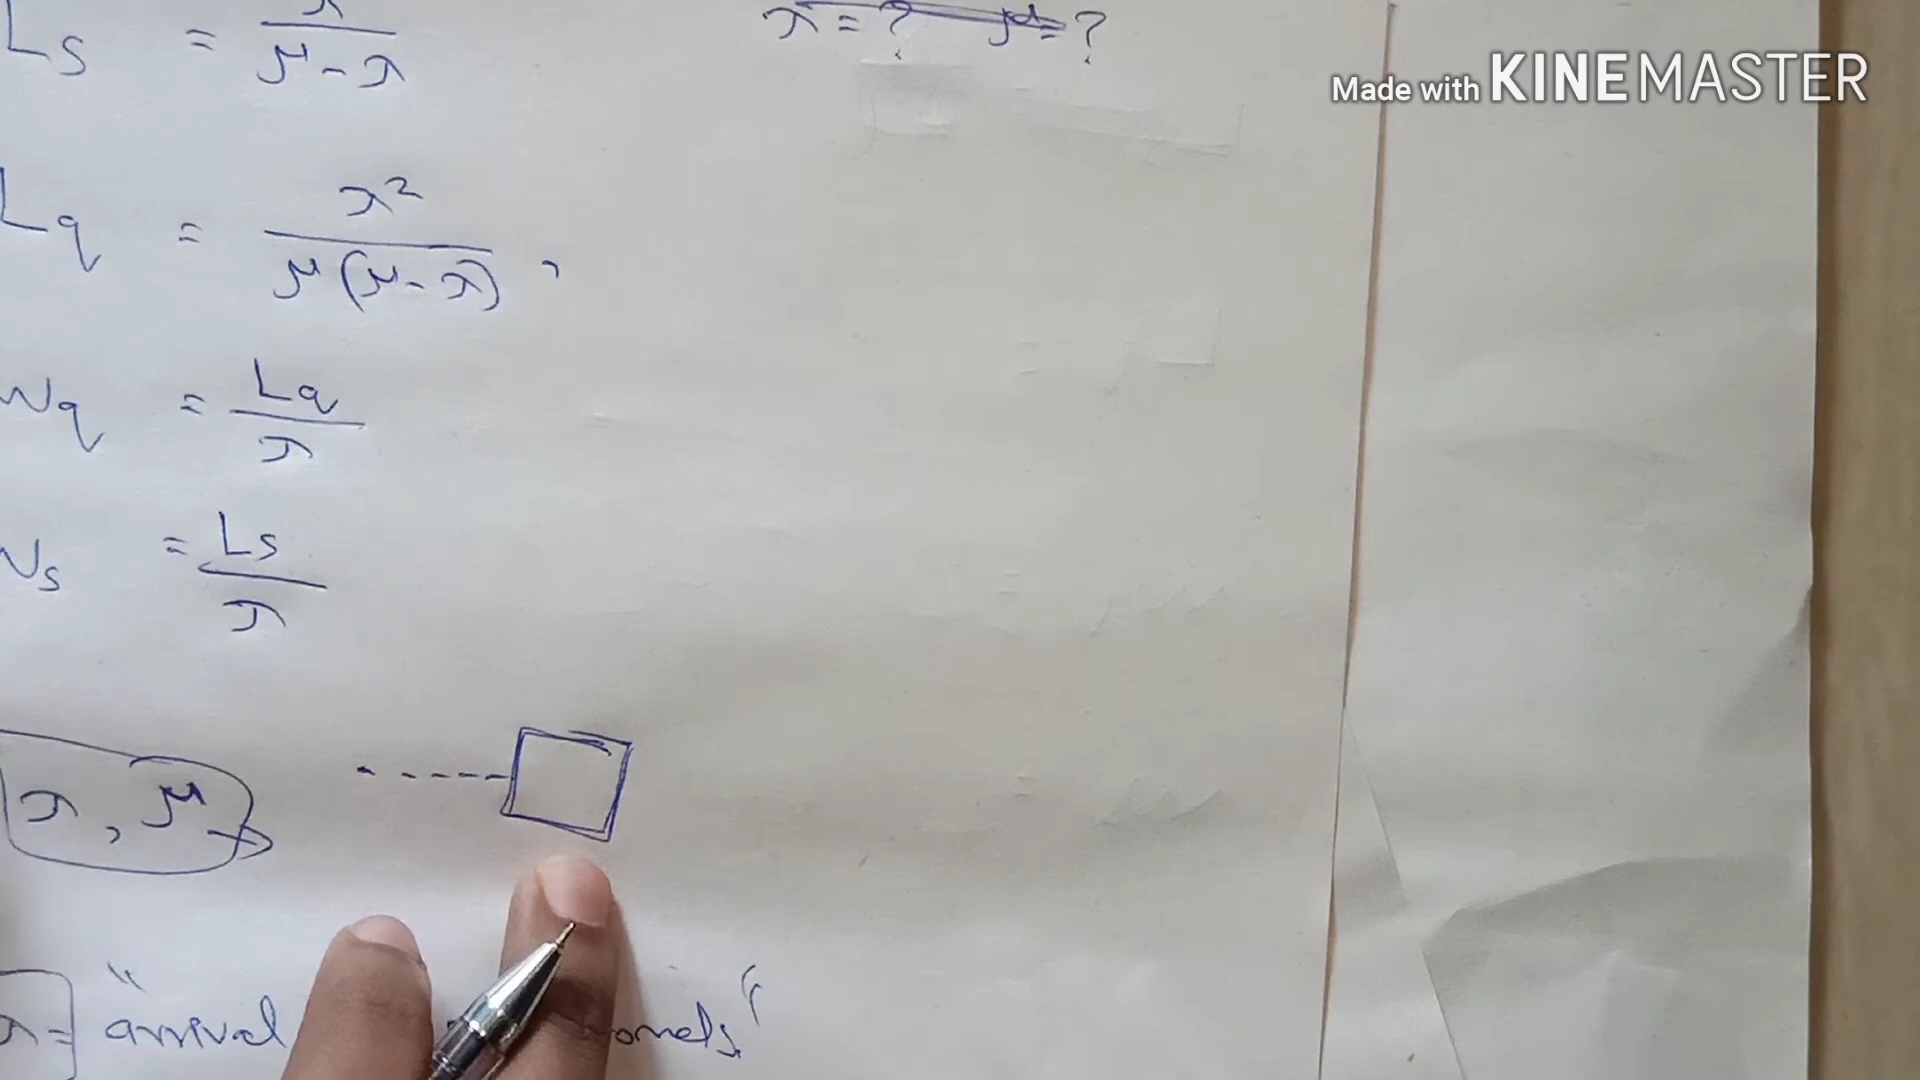 Ls = λ / μ - λ
λ = ? μ = ?
Made with KINEMASTER
Lq = λ² / μ(μ - λ) ,
Wq = Lq / λ
Ws = Ls / λ
λ, μ
λ = "arrival